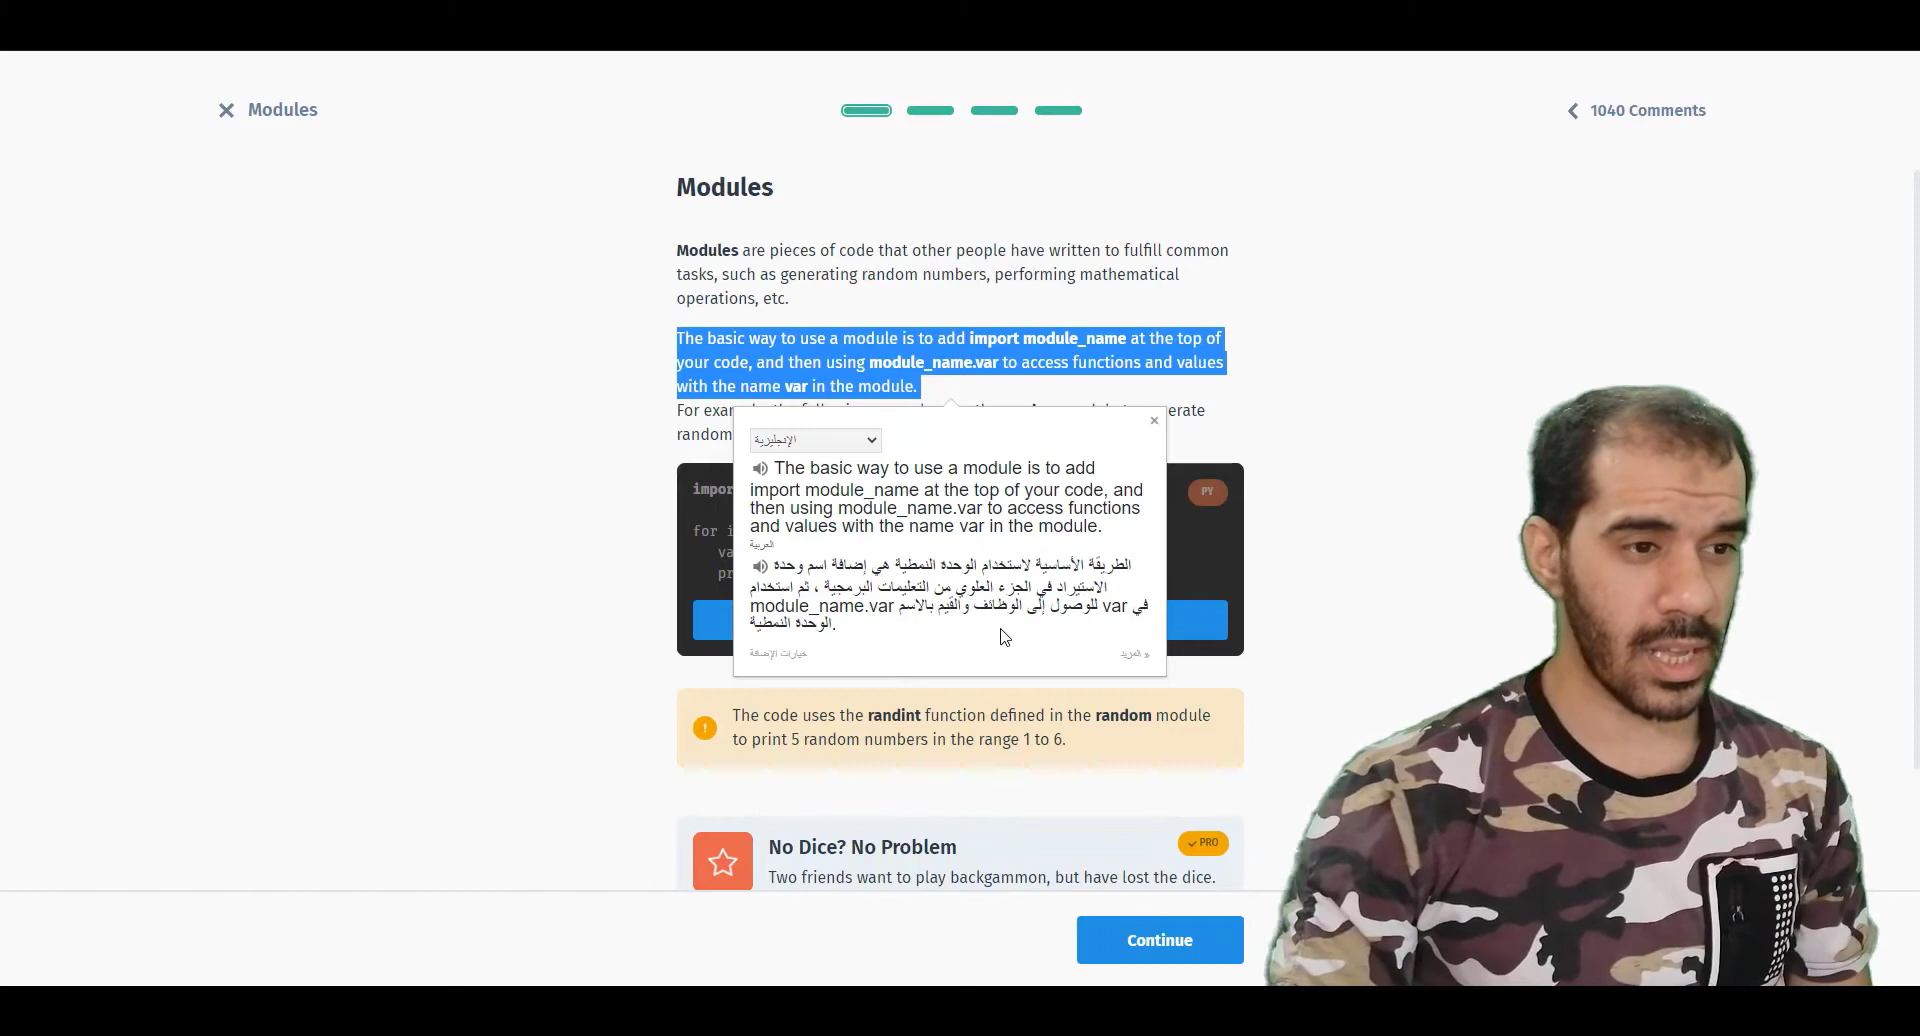 Modules
1040 Comments
Modules
Modules are pieces of code that other people have written to fulfill common
tasks, such as generating random numbers, performing mathematical
operations, etc.
The basic way to use a module is to add import module_name at the top of
your code, and then using module_name.var to access functions and values
with the name var in the module.
For
erate
random
الإنجليزية
The basic way to use a module is to add
import module_name at the top of your code, and
then using module_name.var to access functions
and values with the name var in the module.
العربية
الطريقة الأساسية لاستخدام الوحدة النمطية هي إضافة اسم وحدة
الاستيراد في الجزء العلوي من التعليمات البرمجية ، ثم استخدام
module_name.var للوصول إلى الوظائف والقيم بالاسم var في
الوحدة النمطية.
خيارات الإضافة
المزيد »
impor
PY
for i
va
pr
The code uses the randint function defined in the random module
to print 5 random numbers in the range 1 to 6.
No Dice? No Problem
PRO
Two friends want to play backgammon, but have lost the dice.
Continue